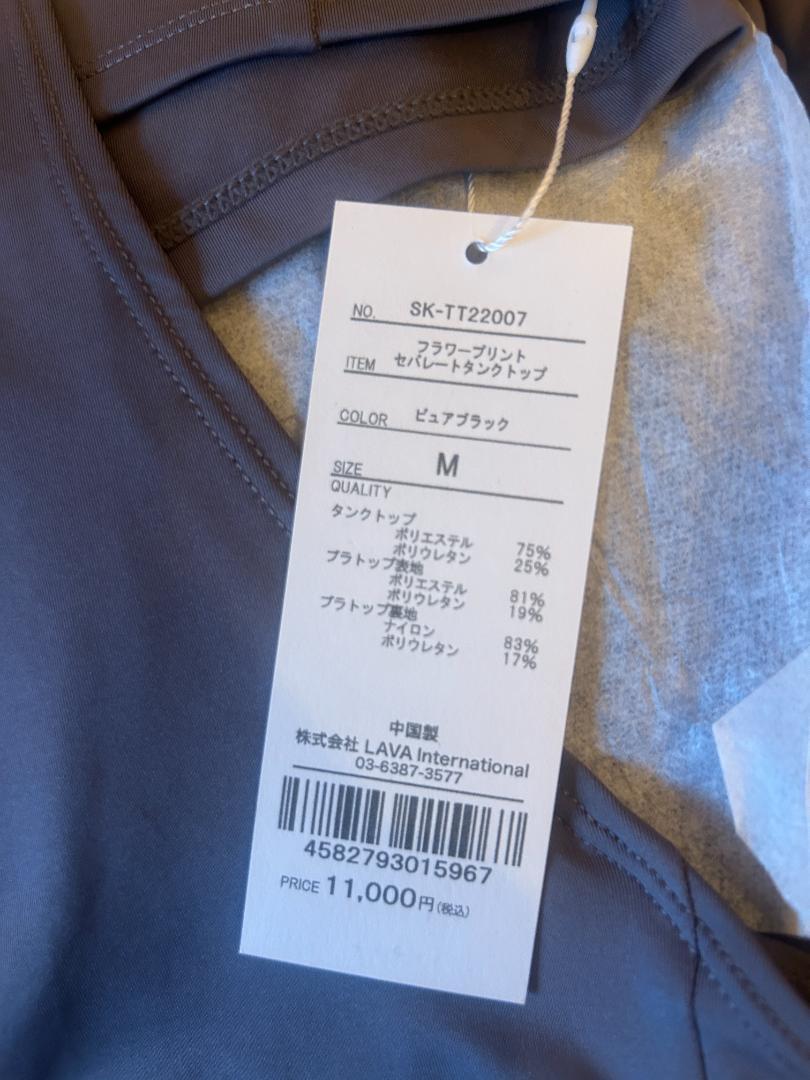 NO. SK-TT22007
フラワープリント
ITEM セパレートタンクトップ
COLOR ピュアブラック
SIZE M
QUALITY
タンクトップ
ポリエステル 75%
ポリウレタン 25%
ブラトップ表地
ポリエステル 81%
ポリウレタン 19%
ブラトップ裏地
ナイロン 83%
ポリウレタン 17%
中国製
株式会社 LAVA International
03-6387-3577
4582793015967
PRICE 11,000円(税込)